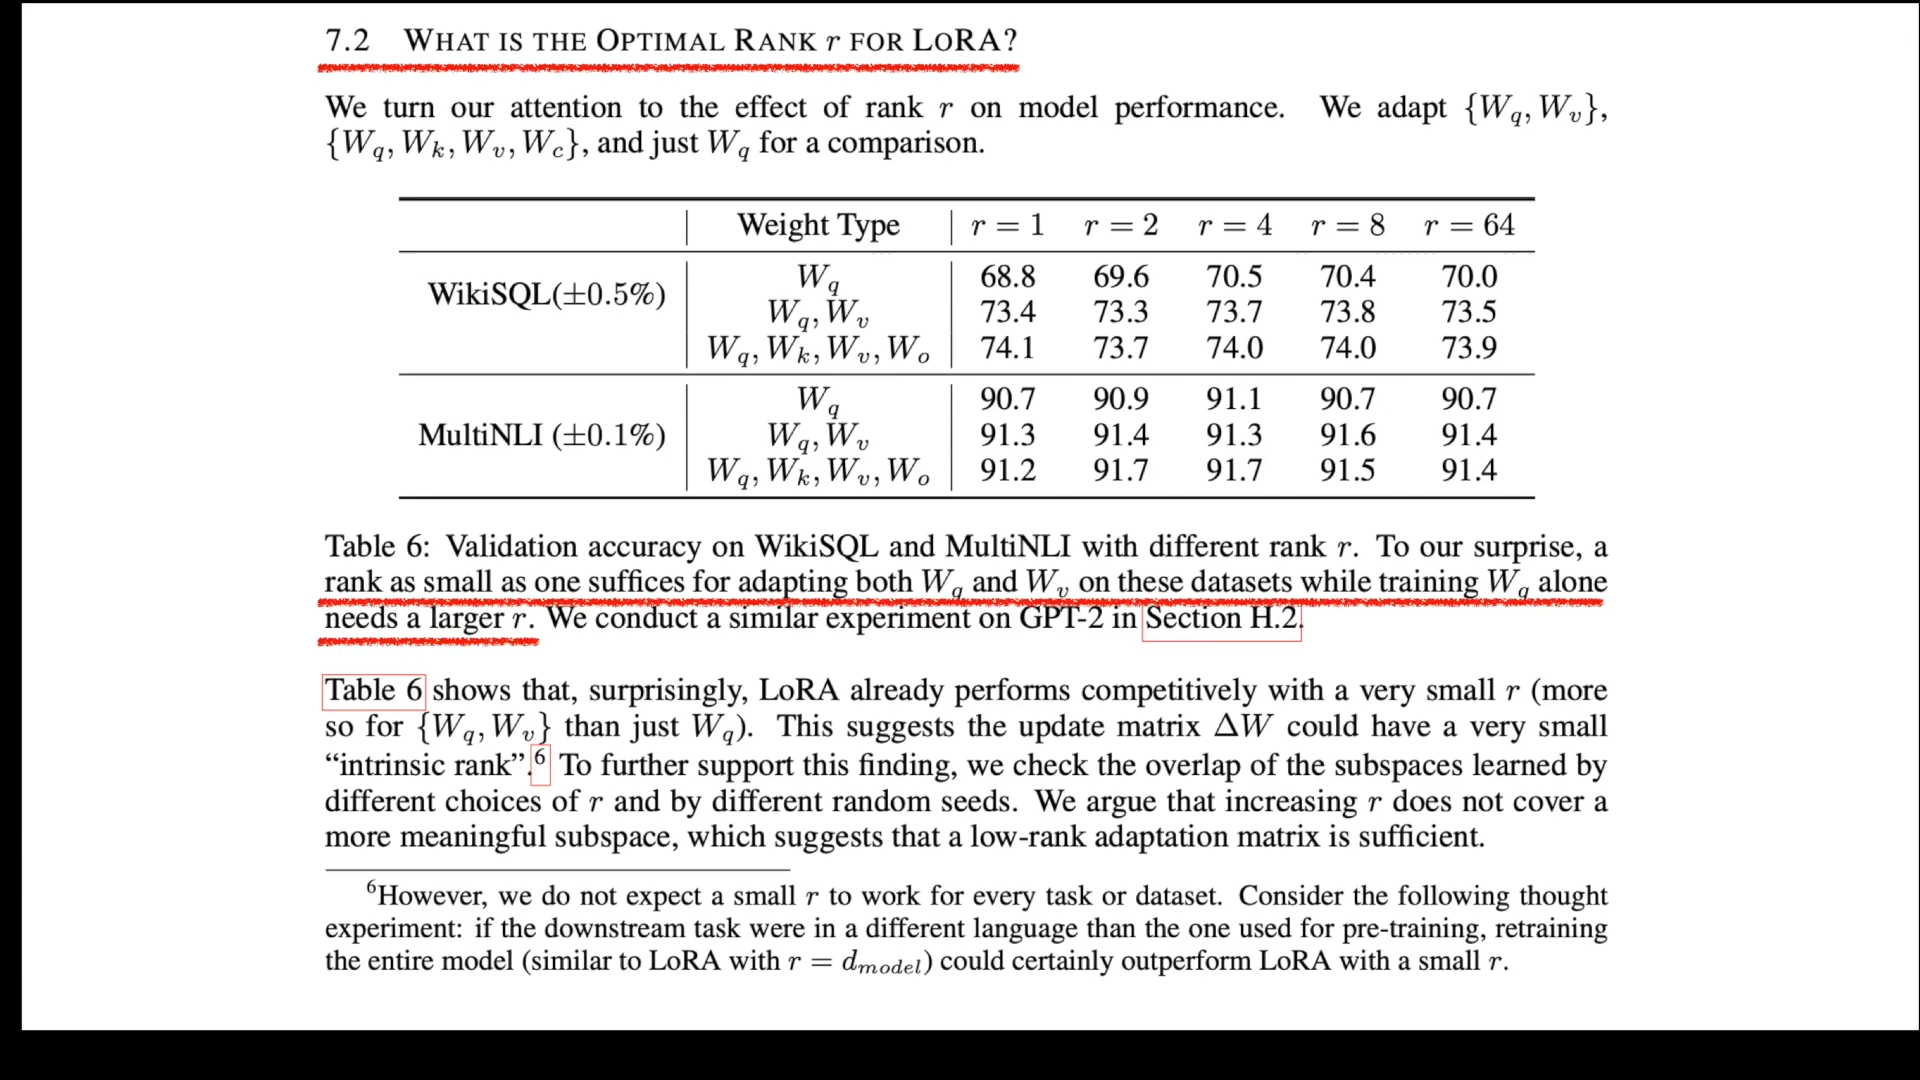 7.2 WHAT IS THE OPTIMAL RANK r FOR LORA?
We turn our attention to the effect of rank r on model performance. We adapt {Wq, Wv},
{Wq, Wk, Wv, Wc}, and just Wq for a comparison.
Weight Type r = 1 r = 2 r = 4 r = 8 r = 64
WikiSQL(±0.5%) Wq 68.8 69.6 70.5 70.4 70.0
Wq, Wv 73.4 73.3 73.7 73.8 73.5
Wq, Wk, Wv, Wo 74.1 73.7 74.0 74.0 73.9
MultiNLI (±0.1%) Wq 90.7 90.9 91.1 90.7 90.7
Wq, Wv 91.3 91.4 91.3 91.6 91.4
Wq, Wk, Wv, Wo 91.2 91.7 91.7 91.5 91.4
Table 6: Validation accuracy on WikiSQL and MultiNLI with different rank r. To our surprise, a
rank as small as one suffices for adapting both Wq and Wv on these datasets while training Wq alone
needs a larger r. We conduct a similar experiment on GPT-2 in Section H.2.
Table 6 shows that, surprisingly, LoRA already performs competitively with a very small r (more
so for {Wq, Wv} than just Wq). This suggests the update matrix ΔW could have a very small
“intrinsic rank”.6 To further support this finding, we check the overlap of the subspaces learned by
different choices of r and by different random seeds. We argue that increasing r does not cover a
more meaningful subspace, which suggests that a low-rank adaptation matrix is sufficient.
6However, we do not expect a small r to work for every task or dataset. Consider the following thought
experiment: if the downstream task were in a different language than the one used for pre-training, retraining
the entire model (similar to LoRA with r = dmodel) could certainly outperform LoRA with a small r.